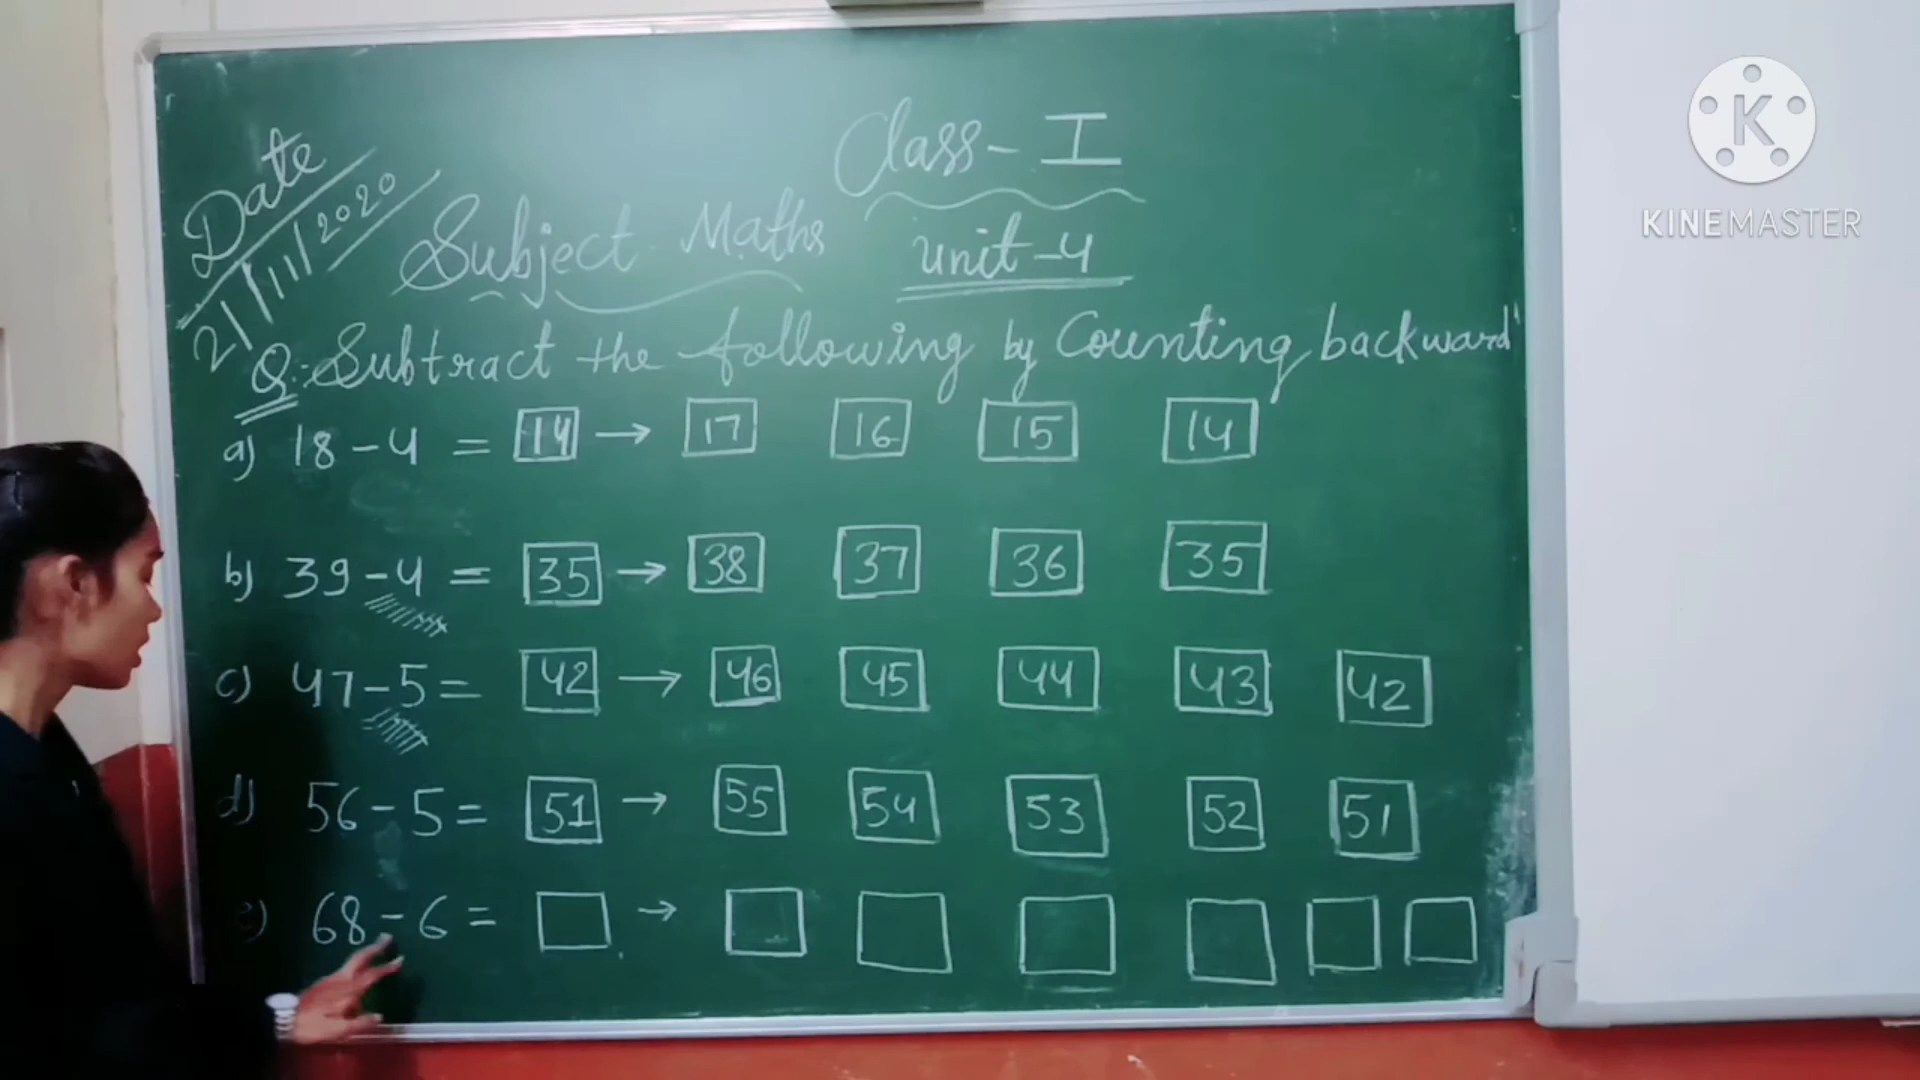 Class - I
Date
21/11/2020
Subject Maths
unit - 4
Q:- Subtract the following by Counting backward
a) 18 - 4 = 14 → 17 16 15 14
b) 39 - 4 = 35 → 38 37 36 35
c) 47 - 5 = 42 → 46 45 44 43 42
d) 56 - 5 = 51 → 55 54 53 52 51
e) 68 - 6 = →
K
KINEMASTER